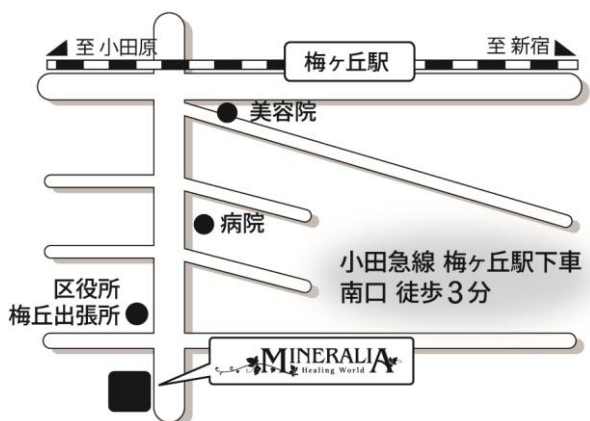 至 小田原
至 新宿
梅ヶ丘駅
美容院
病院
小田急線 梅ヶ丘駅下車
南口 徒歩3分
区役所
梅丘出張所
MINERALIA
Healing World